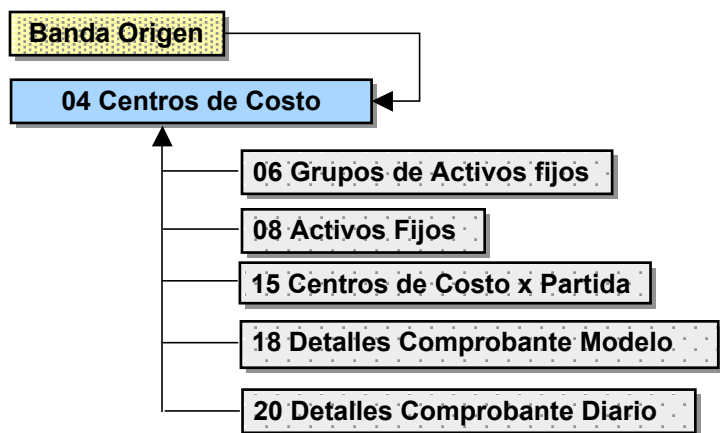 Banda Origen
04 Centros de Costo
06 Grupos de Activos fijos
08 Activos Fijos
15 Centros de Costo x Partida
18 Detalles Comprobante Modelo
20 Detalles Comprobante Diario